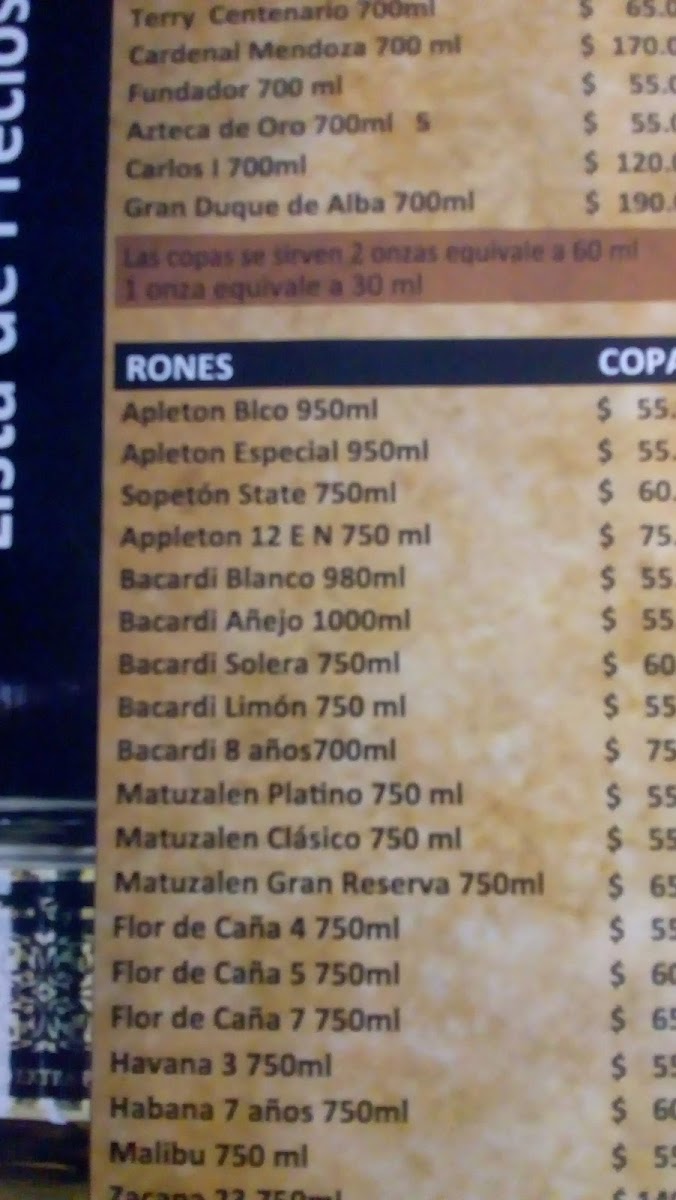 Lista de Precios
Terry Centenario 700ml $ 65.0
Cardenal Mendoza 700 ml $ 170.0
Fundador 700 ml $ 55.0
Azteca de Oro 700ml S $ 55.0
Carlos I 700ml $ 120.0
Gran Duque de Alba 700ml $ 190.
Las copas se sirven 2 onzas equivale a 60 ml
1 onza equivale a 30 ml
RONES COPA
Apleton Blco 950ml $ 55.
Apleton Especial 950ml $ 55.
Sopetón State 750ml $ 60.
Appleton 12 E N 750 ml $ 75.
Bacardi Blanco 980ml $ 55
Bacardi Añejo 1000ml $ 55
Bacardi Solera 750ml $ 60
Bacardi Limón 750 ml $ 55
Bacardi 8 años700ml $ 75
Matuzalen Platino 750 ml $ 55
Matuzalen Clásico 750 ml $ 55
Matuzalen Gran Reserva 750ml $ 65
Flor de Caña 4 750ml $ 55
Flor de Caña 5 750ml $ 60
Flor de Caña 7 750ml $ 65
Havana 3 750ml $ 55
Habana 7 años 750ml $ 60
Malibu 750 ml $ 55
Zacapa 23 750ml $